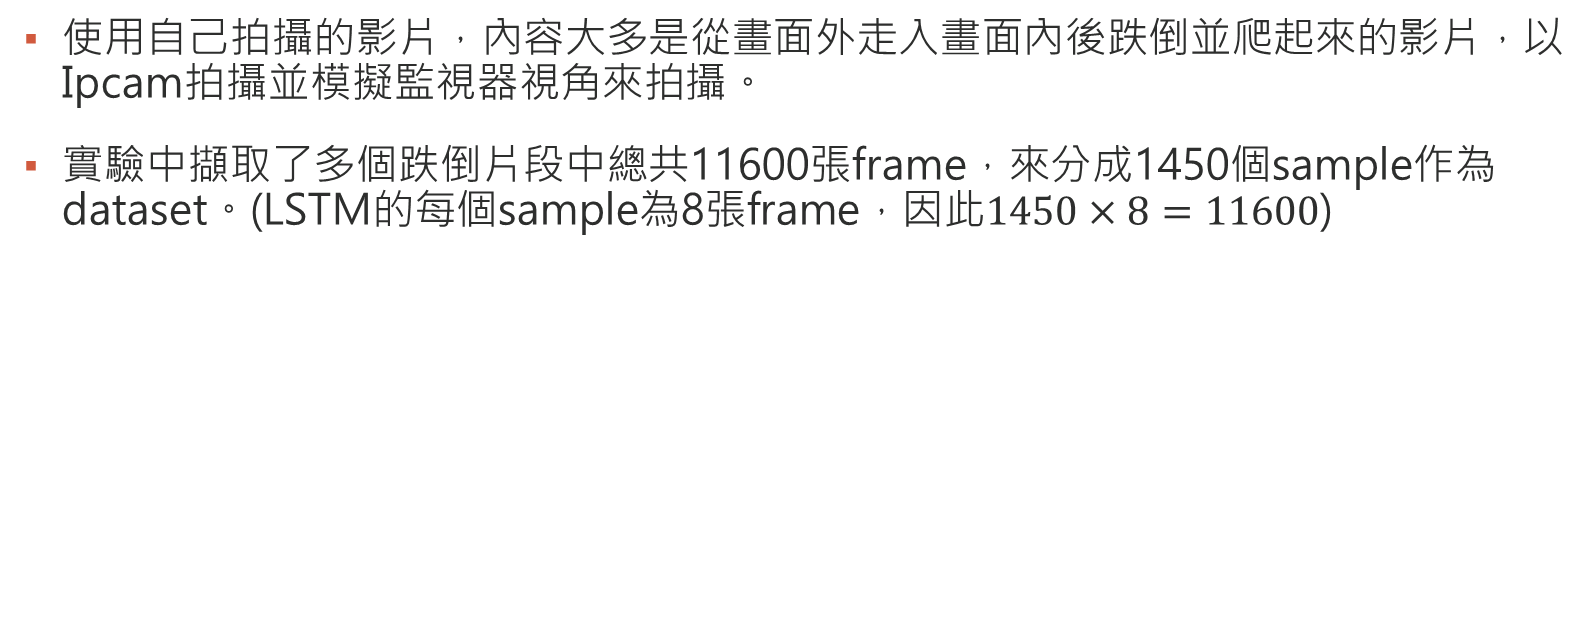 ▪ 使用自己拍攝的影片，內容大多是從畫面外走入畫面內後跌倒並爬起來的影片，以
Ipcam拍攝並模擬監視器視角來拍攝。
▪ 實驗中擷取了多個跌倒片段中總共11600張frame，來分成1450個sample作為
dataset。(LSTM的每個sample為8張frame，因此1450 × 8 = 11600)